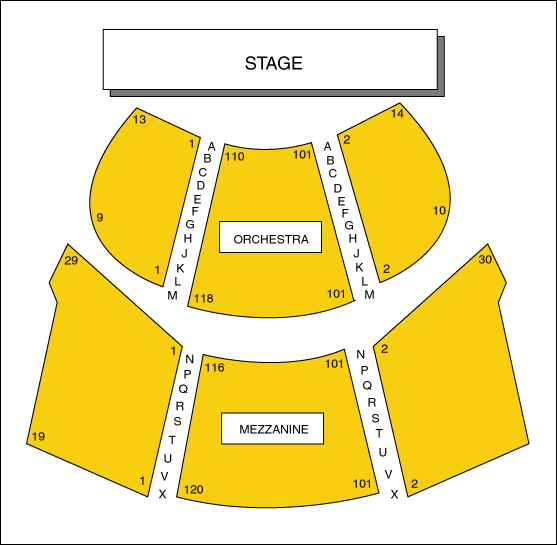 STAGE
13 1 A 110 101 A 2 14
B B
C C
D D
E E
9 F F 10
G G
H ORCHESTRA H
J J
K K
1 L L 2
M 118 101 M
29 30
1 N 116 101 N 2
P P
Q Q
R R
S S
19 T MEZZANINE T
U U
V V
1 X 120 101 X 2